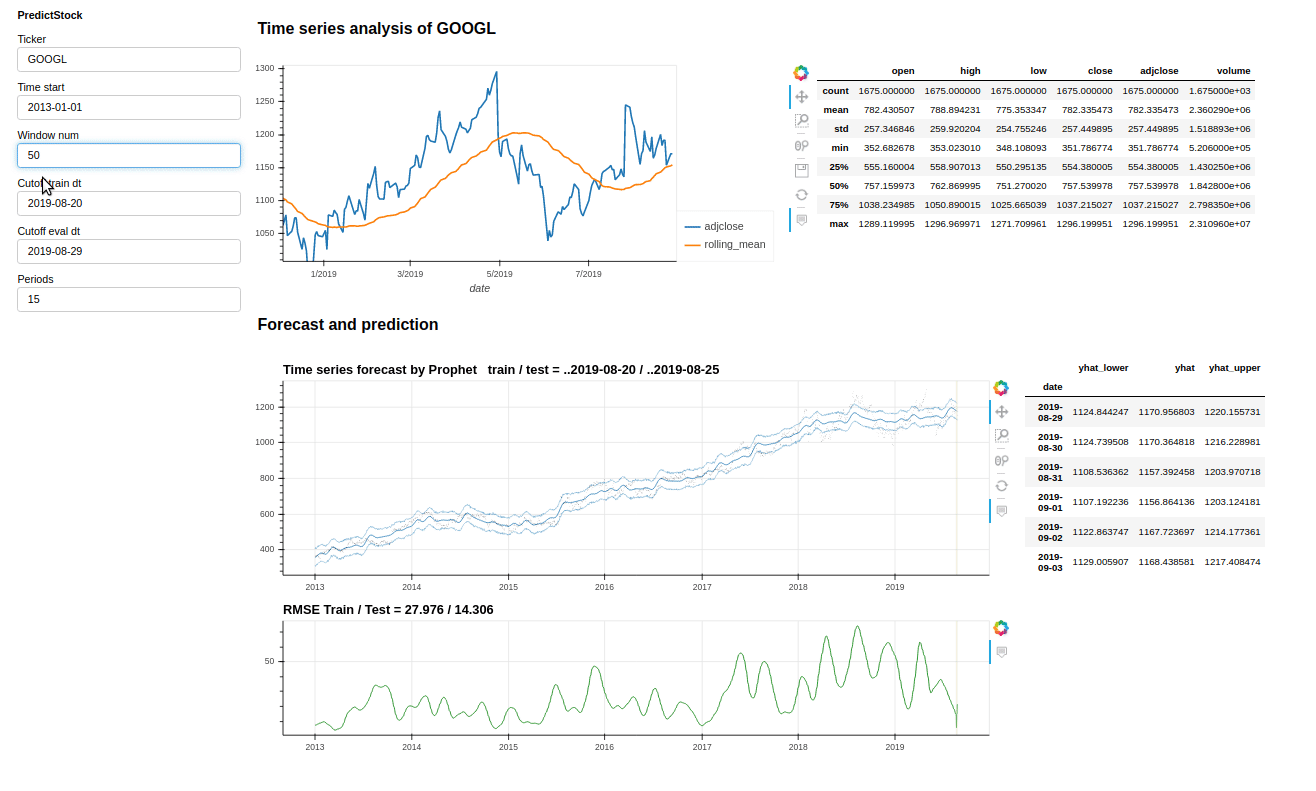 PredictStock
Ticker
GOOGL
Time start
2013-01-01
Window num
50
Cutoff train dt
2019-08-20
Cutoff eval dt
2019-08-29
Periods
15
Time series analysis of GOOGL
1300
1250
1200
1150
1100
1050
1/2019 3/2019 5/2019 7/2019
date
adjclose
rolling_mean
open high low close adjclose volume
count 1675.000000 1675.000000 1675.000000 1675.000000 1675.000000 1.675000e+03
mean 782.430507 788.894231 775.353347 782.335473 782.335473 2.360290e+06
std 257.346846 259.920204 254.755246 257.449895 257.449895 1.518893e+06
min 352.682678 353.023010 348.108093 351.786774 351.786774 5.206000e+05
25% 555.160004 558.907013 550.295135 554.380005 554.380005 1.430250e+06
50% 757.159973 762.869995 751.270020 757.539978 757.539978 1.842800e+06
75% 1038.234985 1050.890015 1025.665039 1037.215027 1037.215027 2.798350e+06
max 1289.119995 1296.969971 1271.709961 1296.199951 1296.199951 2.310960e+07
Forecast and prediction
Time series forecast by Prophet train / test = ..2019-08-20 / ..2019-08-25
1200
1000
800
600
400
2013 2014 2015 2016 2017 2018 2019
yhat_lower yhat yhat_upper
date
2019-
08-29 1124.844247 1170.956803 1220.155731
2019-
08-30 1124.739508 1170.364818 1216.228981
2019-
08-31 1108.536362 1157.392458 1203.970718
2019-
09-01 1107.192236 1156.864136 1203.124181
2019-
09-02 1122.863747 1167.723697 1214.177361
2019-
09-03 1129.005907 1168.438581 1217.408474
RMSE Train / Test = 27.976 / 14.306
50
2013 2014 2015 2016 2017 2018 2019